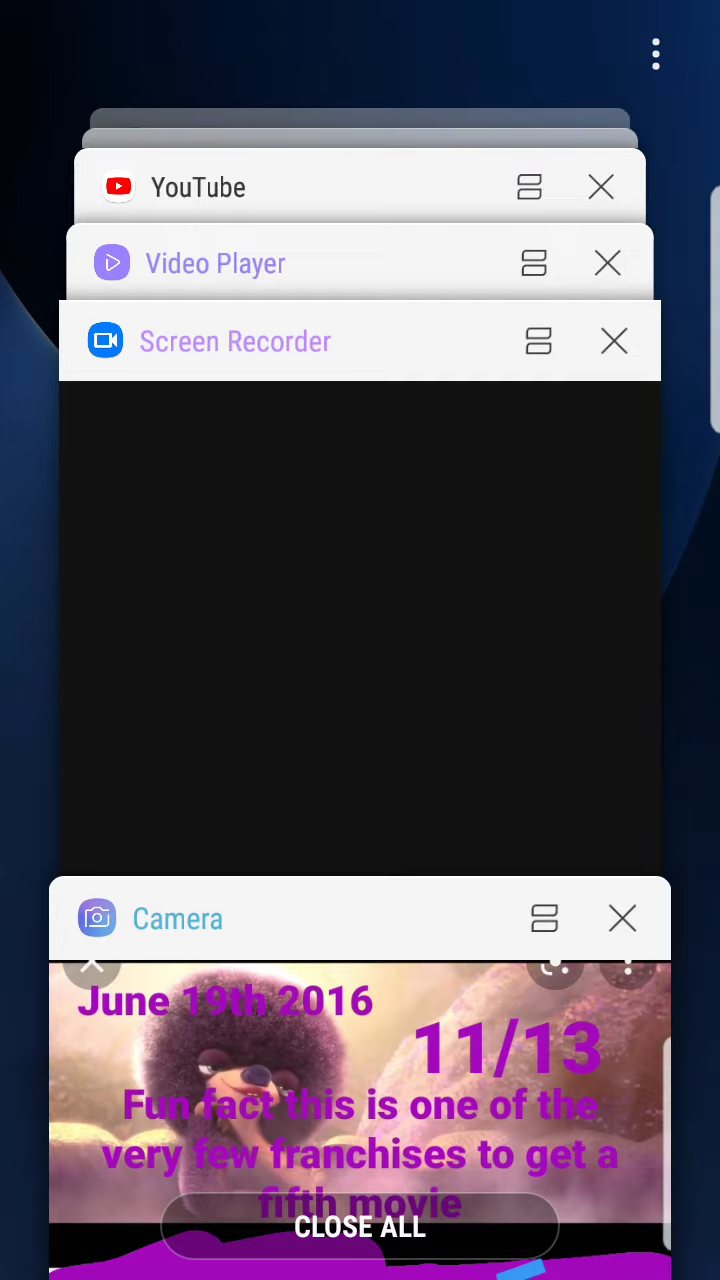 YouTube
Video Player
Screen Recorder
Camera
June 19th 2016
11/13
Fun fact this is one of the
very few franchises to get a
fifth movie
CLOSE ALL